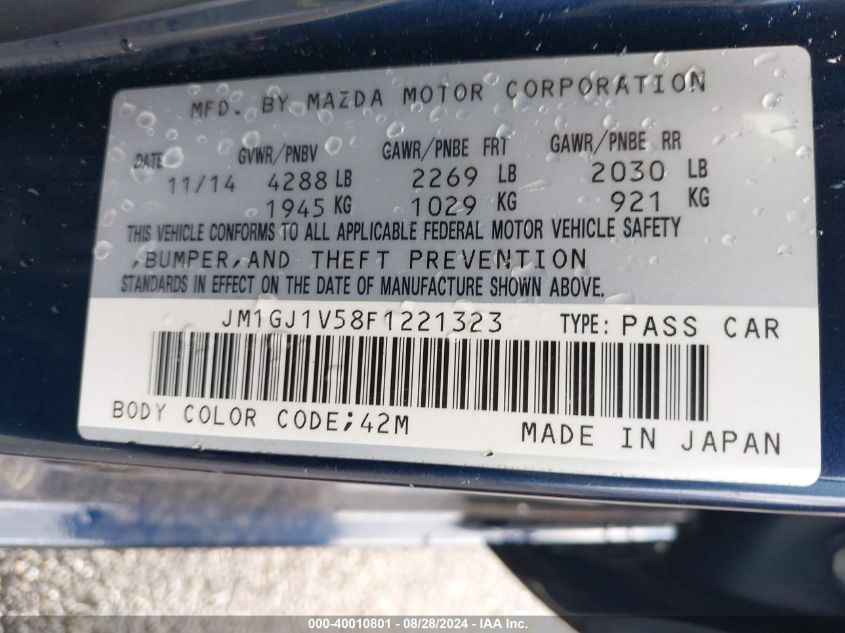 MFD. BY MAZDA MOTOR CORPORATION
DATE GVWR/PNBV GAWR/PNBE FRT GAWR/PNBE RR
11/14 4288 LB 2269 LB 2030 LB
1945 KG 1029 KG 921 KG
THIS VEHICLE CONFORMS TO ALL APPLICABLE FEDERAL MOTOR VEHICLE SAFETY
,BUMPER,AND THEFT PREVENTION
STANDARDS IN EFFECT ON THE DATE OF MANUFACTURE SHOWN ABOVE.
JM1GJ1V58F1221323 TYPE: PASS CAR
BODY COLOR CODE;42M
MADE IN JAPAN
000-40010801 - 08/28/2024 - IAA Inc.